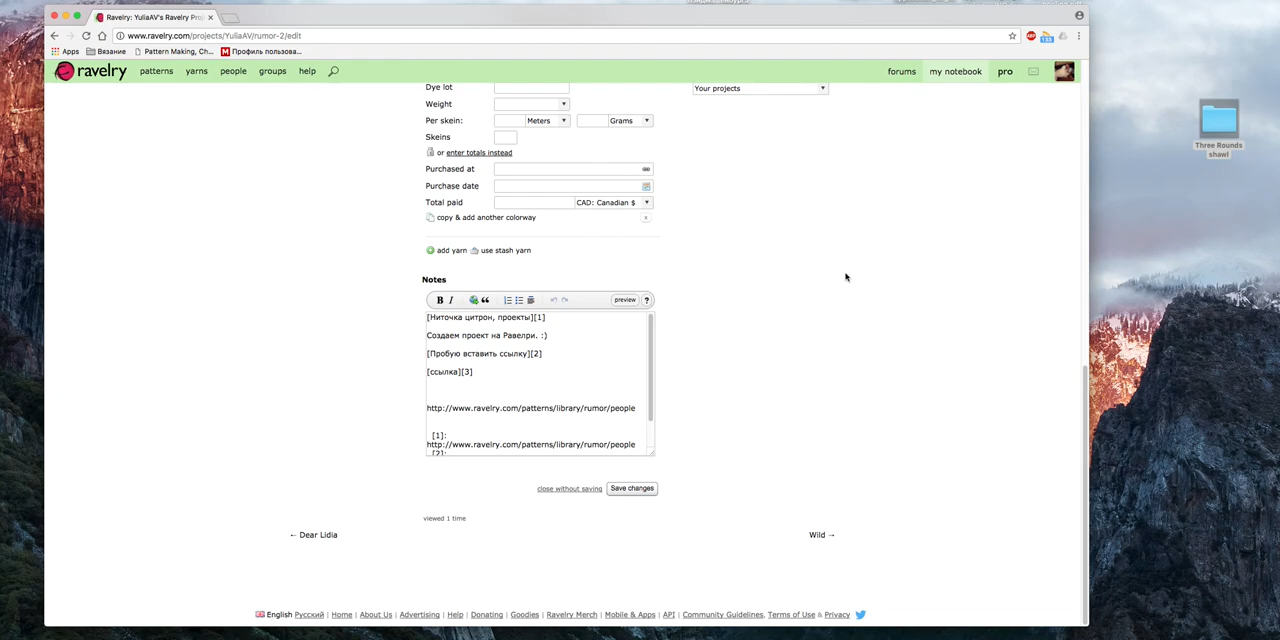 Ravelry: YuliaAV's Ravelry Proj
www.ravelry.com/projects/YuliaAV/rumor-2/edit
Apps Вязание Pattern Making, Ch... Профиль пользова...
ravelry patterns yarns people groups help forums my notebook pro
Three Rounds
shawl
Dye lot
Your projects
Weight
Per skein: Meters Grams
Skeins
or enter totals instead
Purchased at
Purchase date
Total paid CAD: Canadian $
copy & add another colorway x
add yarn use stash yarn
Notes
B I preview ?
[Ниточка цитрон, проекты][1]
Создаем проект на Равелри. :)
[Пробую вставить ссылку][2]
[ссылка][3]
http://www.ravelry.com/patterns/library/rumor/people
[1]:
http://www.ravelry.com/patterns/library/rumor/people
[2]:
close without saving Save changes
viewed 1 time
← Dear Lidia Wild →
English Русский | Home | About Us | Advertising | Help | Donating | Goodies | Ravelry Merch | Mobile & Apps | API | Community Guidelines, Terms of Use & Privacy